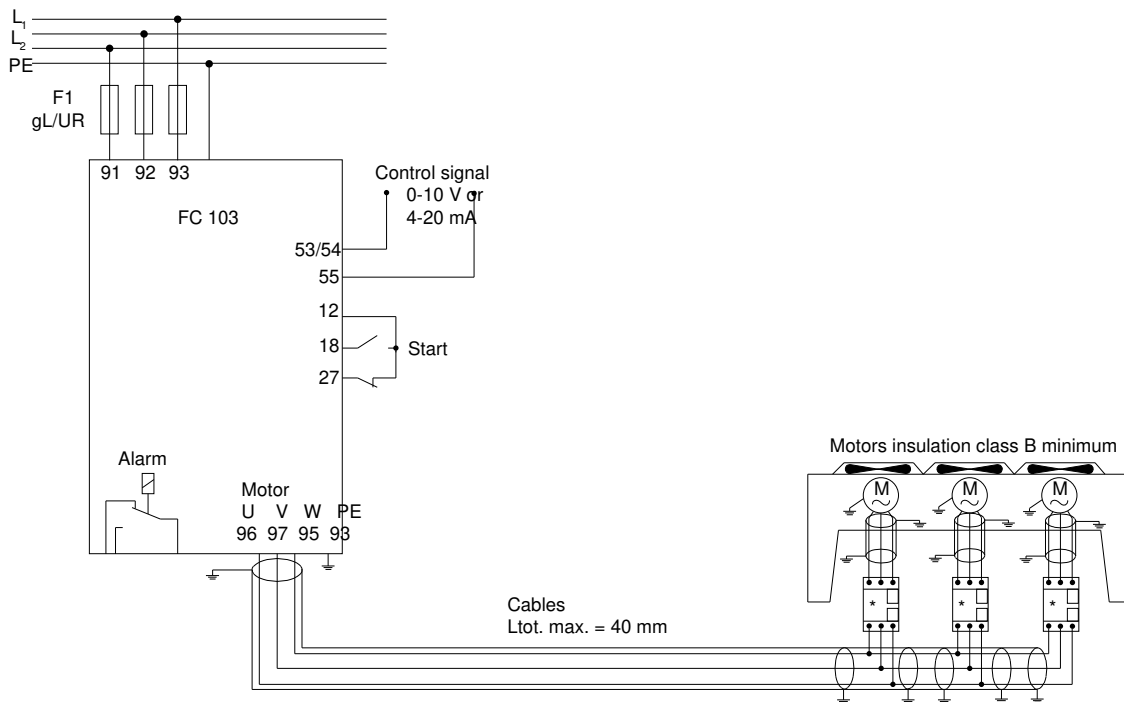 L1
L2
PE
F1
gL/UR
91 92 93
FC 103
Control signal
0-10 V or
4-20 mA
53/54
55
12
18
27
Start
Alarm
Motor
U V W PE
96 97 95 93
Motors insulation class B minimum
M M M
* * *
Cables
Ltot. max. = 40 mm